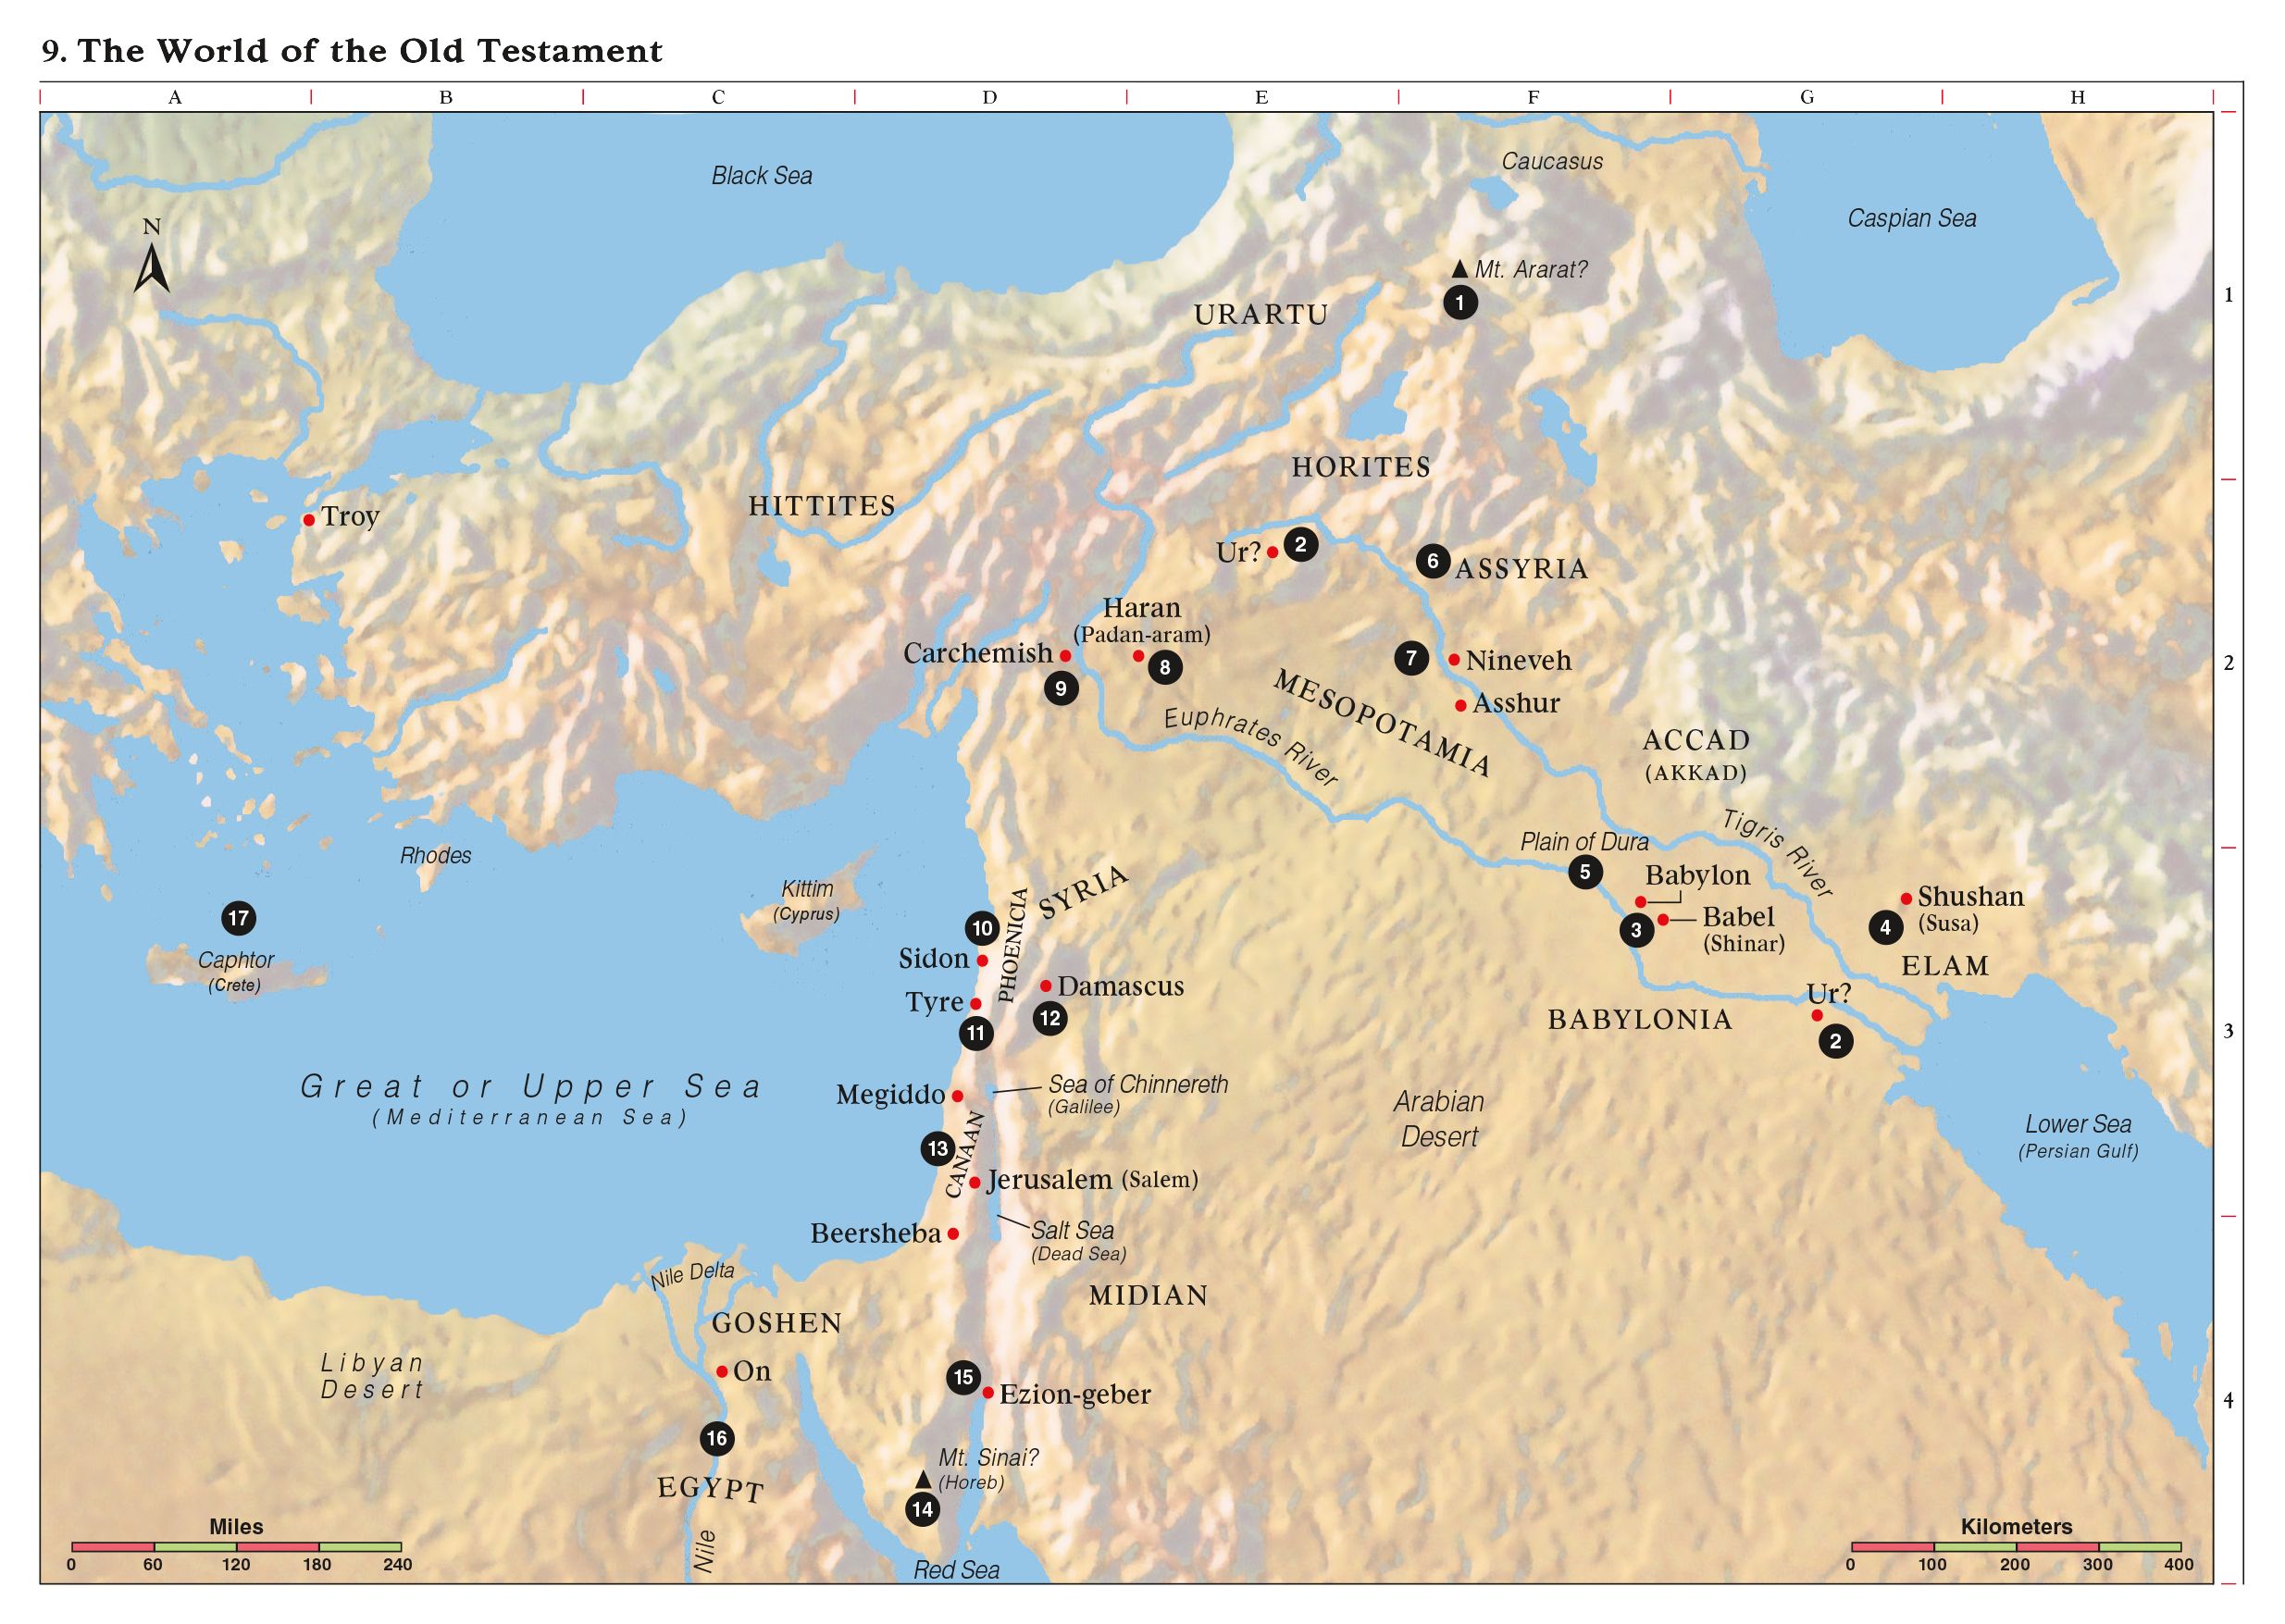 9. The World of the Old Testament
A B C D E F G H
Black Sea
Caucasus
Caspian Sea
N
Mt. Ararat?
1
1
URARTU
HORITES
HITTITES
Troy
Ur?
2
6
ASSYRIA
Haran
(Padan-aram)
Carchemish
8
9
7
Nineveh
2
MESOPOTAMIA
Asshur
Euphrates River
ACCAD
(AKKAD)
Tigris River
Plain of Dura
5
Rhodes
Kittim
(Cyprus)
SYRIA
Babylon
Babel
(Shinar)
3
Shushan
(Susa)
4
ELAM
17
Caphtor
(Crete)
10
PHOENICIA
Sidon
Tyre
11
Damascus
12
Ur?
2
BABYLONIA
3
Great or Upper Sea
(Mediterranean Sea)
Megiddo
Sea of Chinnereth
(Galilee)
Arabian
Desert
Lower Sea
(Persian Gulf)
13
CANAAN
Jerusalem (Salem)
Beersheba
Salt Sea
(Dead Sea)
Nile Delta
MIDIAN
GOSHEN
Libyan
Desert
On
15
Ezion-geber
4
16
Mt. Sinai?
(Horeb)
14
EGYPT
Nile
Red Sea
Miles
0 60 120 180 240
Kilometers
0 100 200 300 400